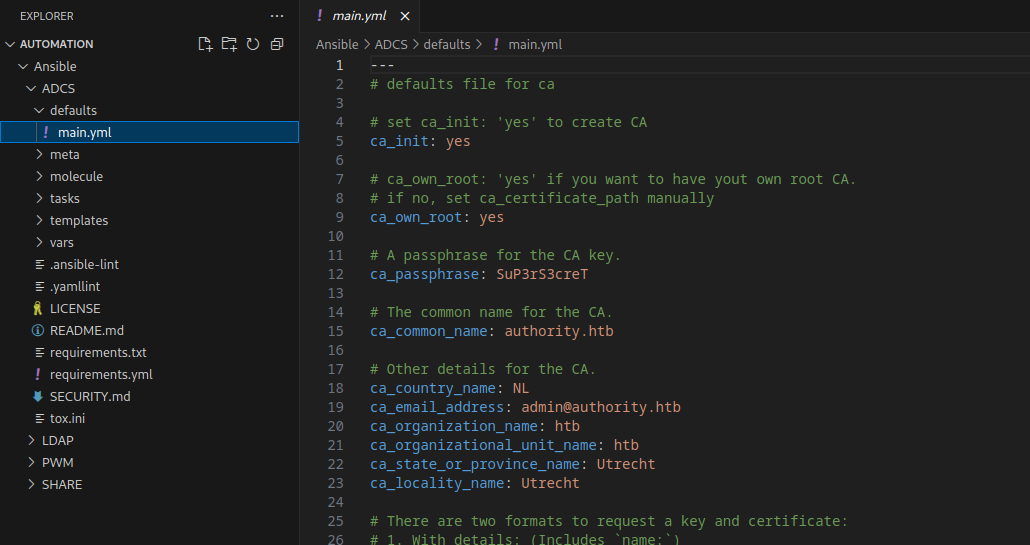 EXPLORER
AUTOMATION
Ansible
ADCS
defaults
! main.yml
meta
molecule
tasks
templates
vars
.ansible-lint
.yamllint
LICENSE
README.md
requirements.txt
! requirements.yml
SECURITY.md
tox.ini
LDAP
PWM
SHARE
! main.yml
Ansible > ADCS > defaults > ! main.yml
1 ---
2 # defaults file for ca
3
4 # set ca_init: 'yes' to create CA
5 ca_init: yes
6
7 # ca_own_root: 'yes' if you want to have yout own root CA.
8 # if no, set ca_certificate_path manually
9 ca_own_root: yes
10
11 # A passphrase for the CA key.
12 ca_passphrase: SuP3rS3creT
13
14 # The common name for the CA.
15 ca_common_name: authority.htb
16
17 # Other details for the CA.
18 ca_country_name: NL
19 ca_email_address: admin@authority.htb
20 ca_organization_name: htb
21 ca_organizational_unit_name: htb
22 ca_state_or_province_name: Utrecht
23 ca_locality_name: Utrecht
24
25 # There are two formats to request a key and certificate:
26 # 1. With details: (Includes `name:`)